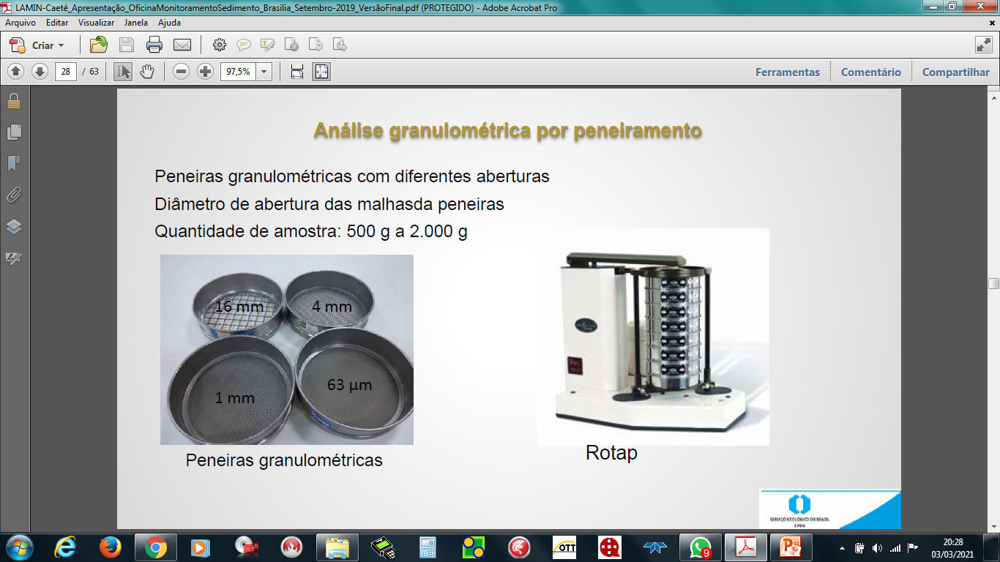 LAMIN-Caeté_Apresentação_OficinaMonitoramentoSedimento_Brasilia_Setembro-2019_VersãoFinal.pdf (PROTEGIDO) - Adobe Acrobat Pro
Arquivo Editar Visualizar Janela Ajuda
Criar
28 / 63 97,5% Ferramentas Comentário Compartilhar
Análise granulométrica por peneiramento
Peneiras granulométricas com diferentes aberturas
Diâmetro de abertura das malhasda peneiras
Quantidade de amostra: 500 g a 2.000 g
16 mm 4 mm
1 mm 63 µm
Peneiras granulométricas
Rotap
SERVIÇO GEOLÓGICO DO BRASIL
CPRM
OTT
9
20:28
03/03/2021